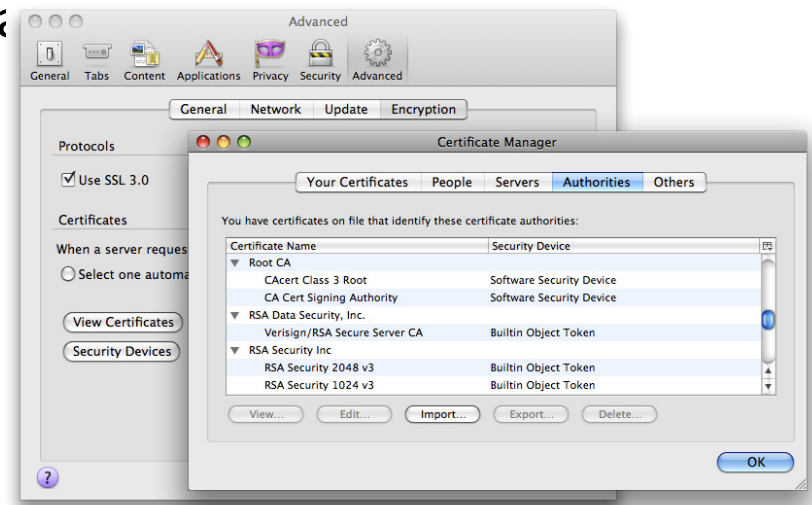 Advanced
General Tabs Content Applications Privacy Security Advanced
General Network Update Encryption
Protocols
Use SSL 3.0
Certificates
When a server reques
Select one automa
View Certificates
Security Devices
?
Certificate Manager
Your Certificates People Servers Authorities Others
You have certificates on file that identify these certificate authorities:
Certificate Name Security Device
Root CA
CAcert Class 3 Root Software Security Device
CA Cert Signing Authority Software Security Device
RSA Data Security, Inc.
Verisign/RSA Secure Server CA Builtin Object Token
RSA Security Inc
RSA Security 2048 v3 Builtin Object Token
RSA Security 1024 v3 Builtin Object Token
View... Edit... Import... Export... Delete...
OK